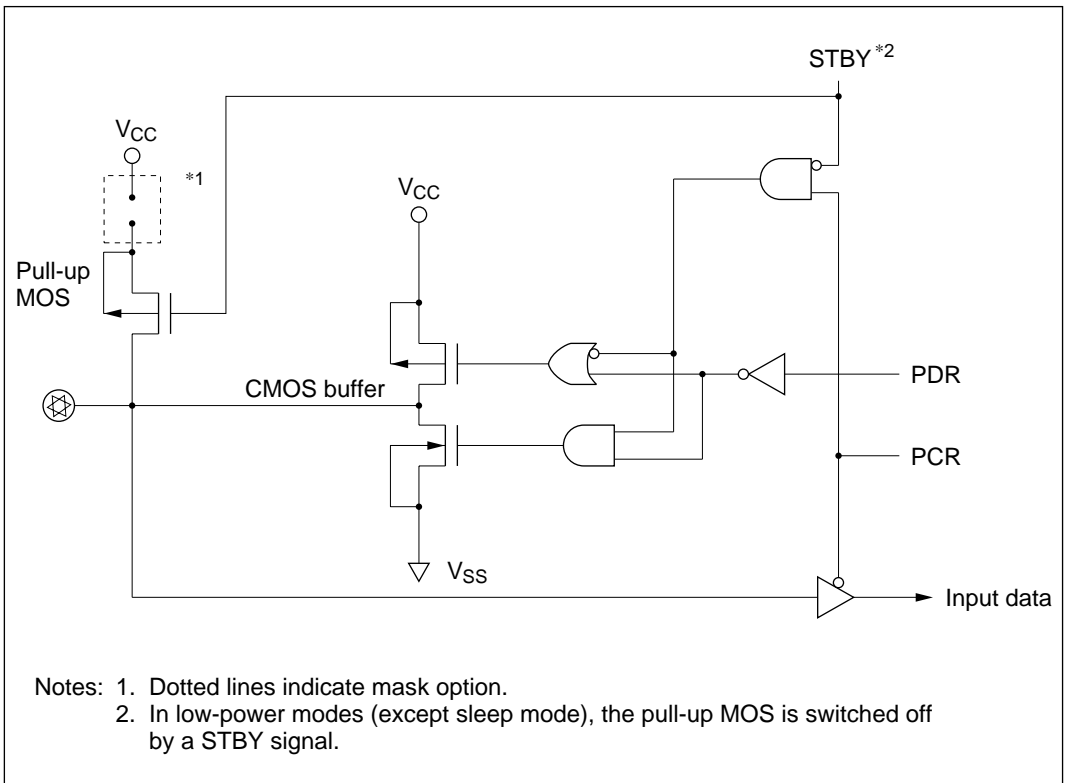 STBY *2
VCC
*1
VCC
Pull-up
MOS
CMOS buffer
PDR
PCR
VSS
Input data
Notes: 1. Dotted lines indicate mask option.
2. In low-power modes (except sleep mode), the pull-up MOS is switched off
by a STBY signal.